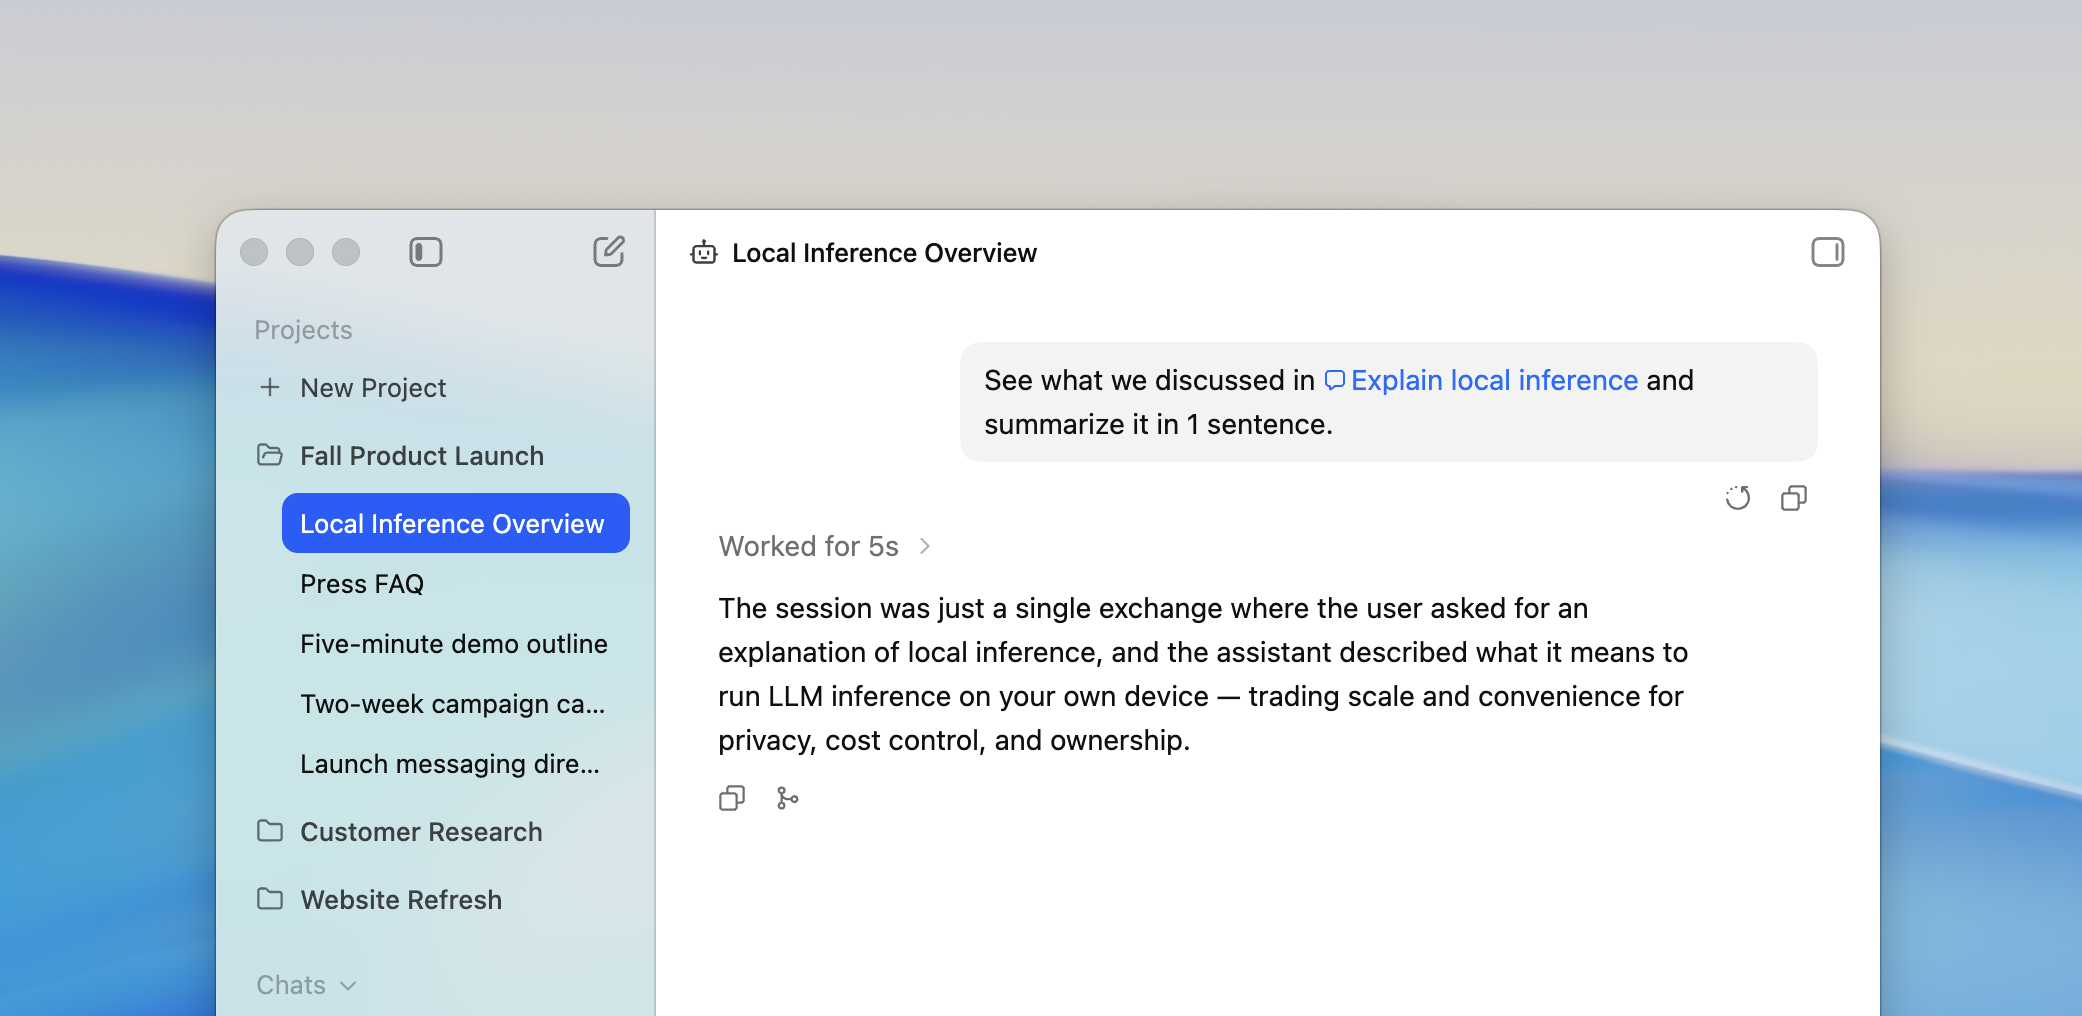 Local Inference Overview
Projects
New Project
Fall Product Launch
Local Inference Overview
Press FAQ
Five-minute demo outline
Two-week campaign ca...
Launch messaging dire...
Customer Research
Website Refresh
Chats
See what we discussed in Explain local inference and
summarize it in 1 sentence.
Worked for 5s
The session was just a single exchange where the user asked for an
explanation of local inference, and the assistant described what it means to
run LLM inference on your own device — trading scale and convenience for
privacy, cost control, and ownership.